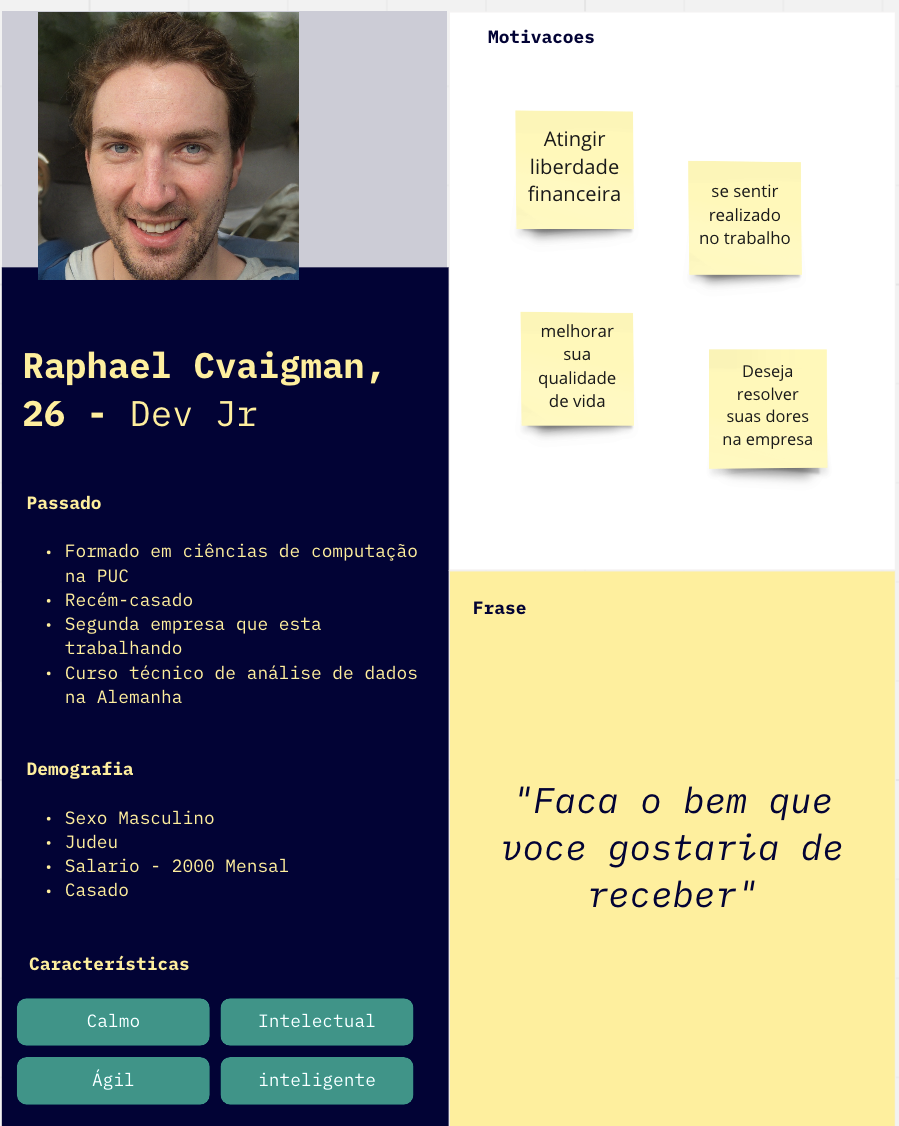 Raphael Cvaigman,
26 - Dev Jr
Passado
• Formado em ciências de computação
na PUC
• Recém-casado
• Segunda empresa que esta
trabalhando
• Curso técnico de análise de dados
na Alemanha
Demografia
• Sexo Masculino
• Judeu
• Salario - 2000 Mensal
• Casado
Características
Calmo
Intelectual
Ágil
inteligente
Motivacoes
Atingir
liberdade
financeira
se sentir
realizado
no trabalho
melhorar
sua
qualidade
de vida
Deseja
resolver
suas dores
na empresa
Frase
"Faca o bem que
voce gostaria de
receber"